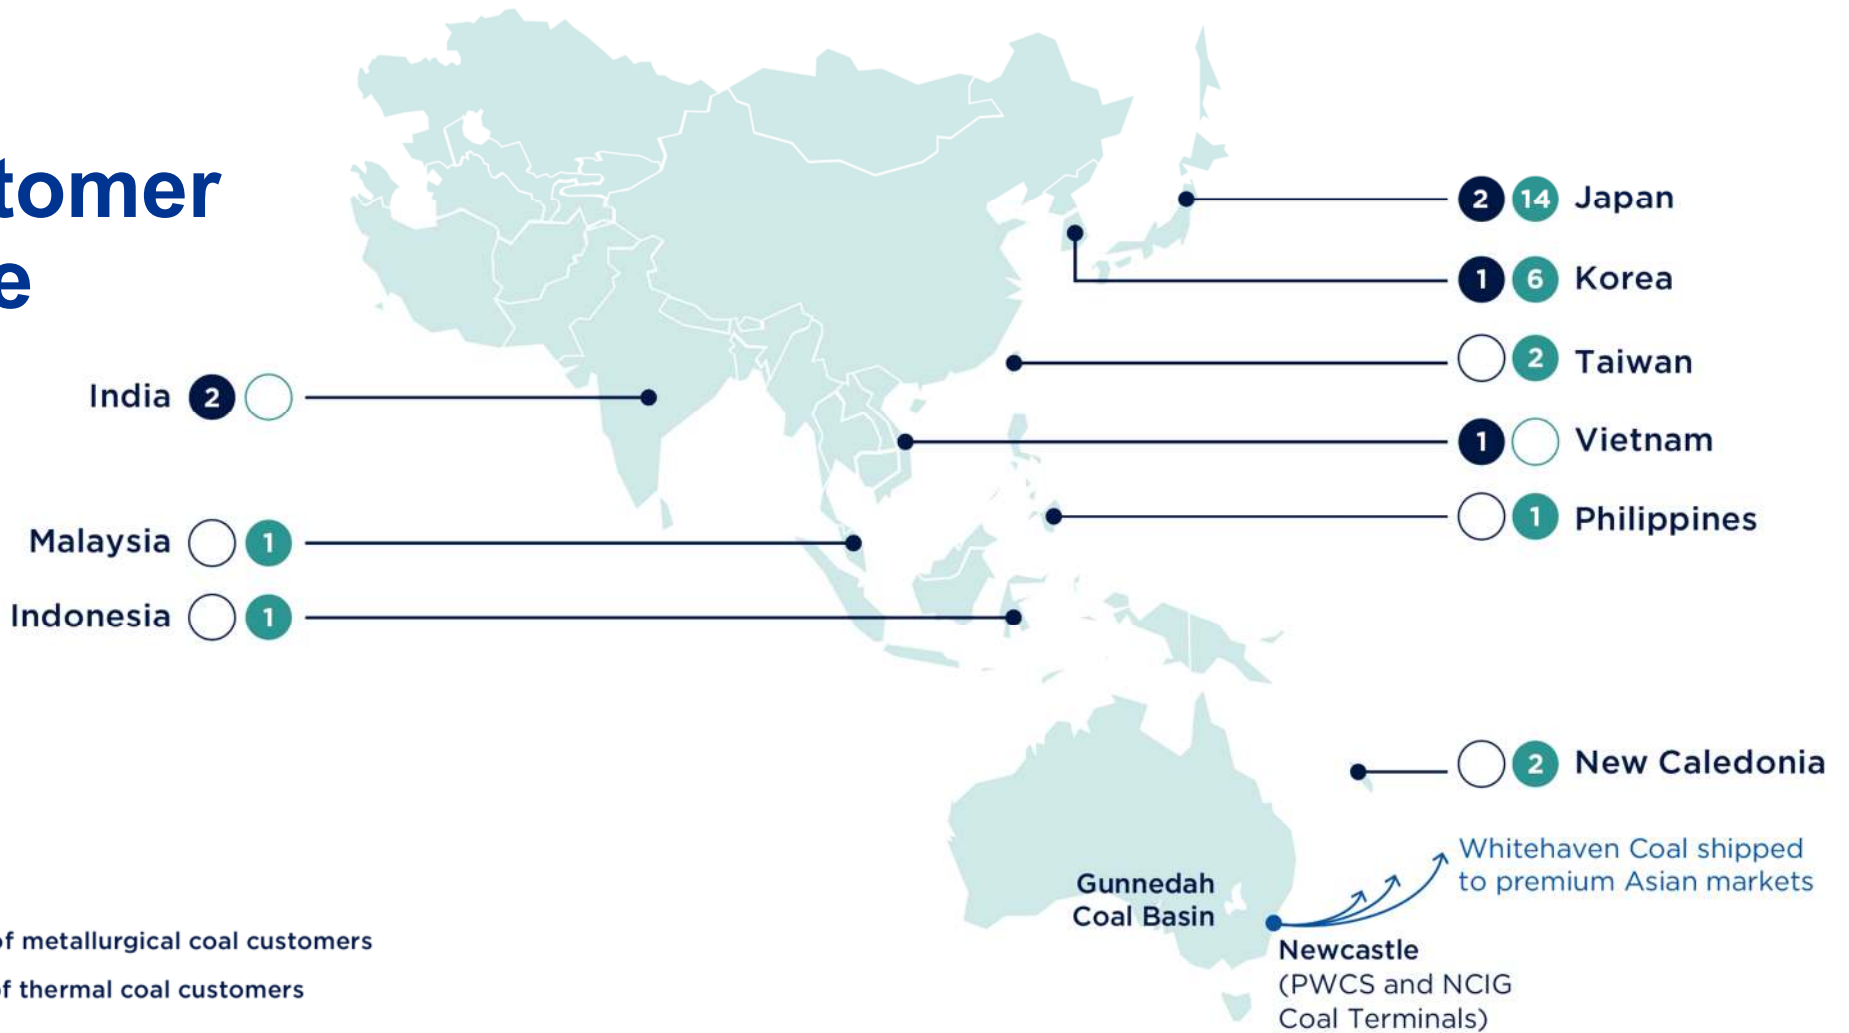 tomer
e
2 14 Japan
1 6 Korea
2 Taiwan
India 2
1 Vietnam
1 Philippines
Malaysia 1
Indonesia 1
2 New Caledonia
Whitehaven Coal shipped
to premium Asian markets
Gunnedah
Coal Basin
Newcastle
(PWCS and NCIG
Coal Terminals)
of metallurgical coal customers
of thermal coal customers